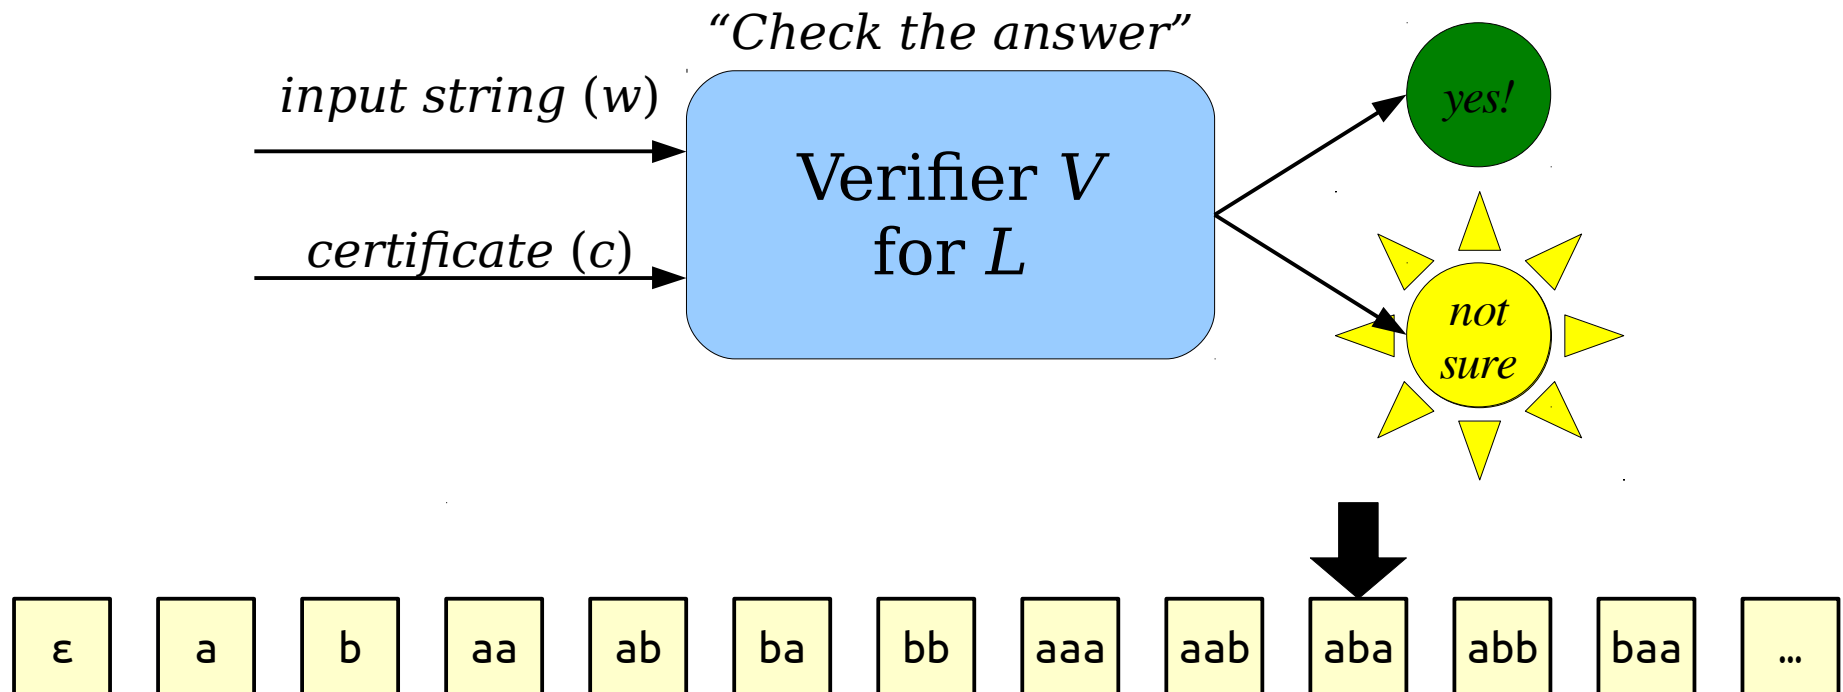 “Check the answer”
input string (w)
certificate (c)
Verifier V
for L
yes!
not
sure
ε a b aa ab ba bb aaa aab aba abb baa …